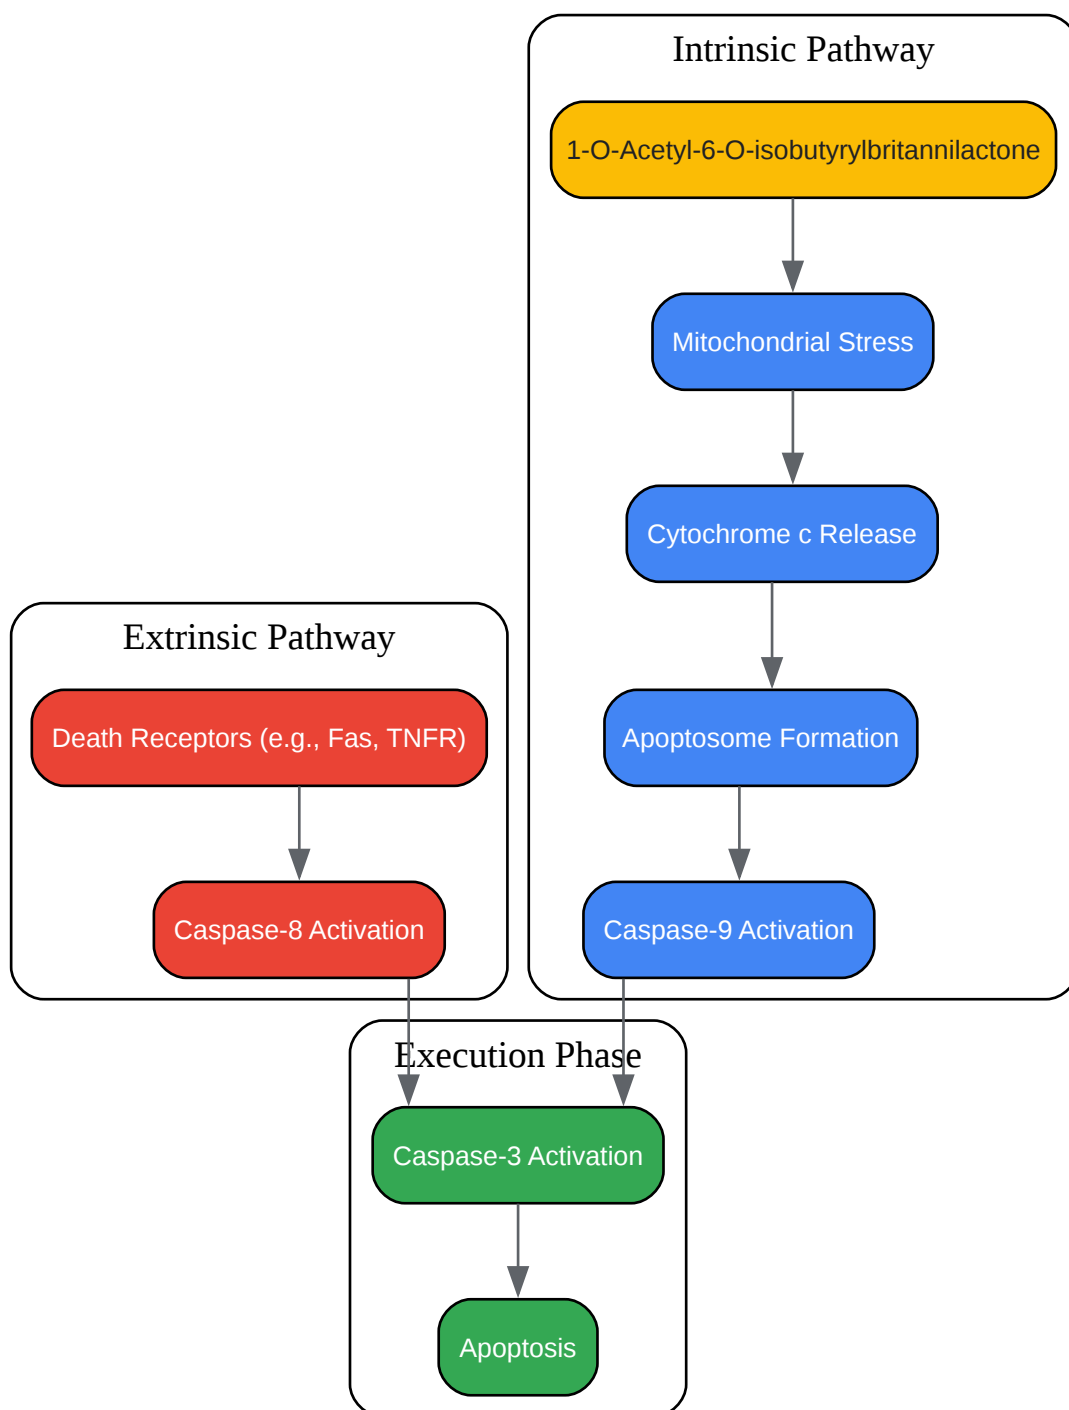 Intrinsic Pathway
1-O-Acetyl-6-O-isobutyrylbritannilactone
Mitochondrial Stress
Cytochrome c Release
Extrinsic Pathway
Death Receptors (e.g., Fas, TNFR)
Apoptosome Formation
Caspase-8 Activation
Caspase-9 Activation
Execution Phase
Caspase-3 Activation
Apoptosis